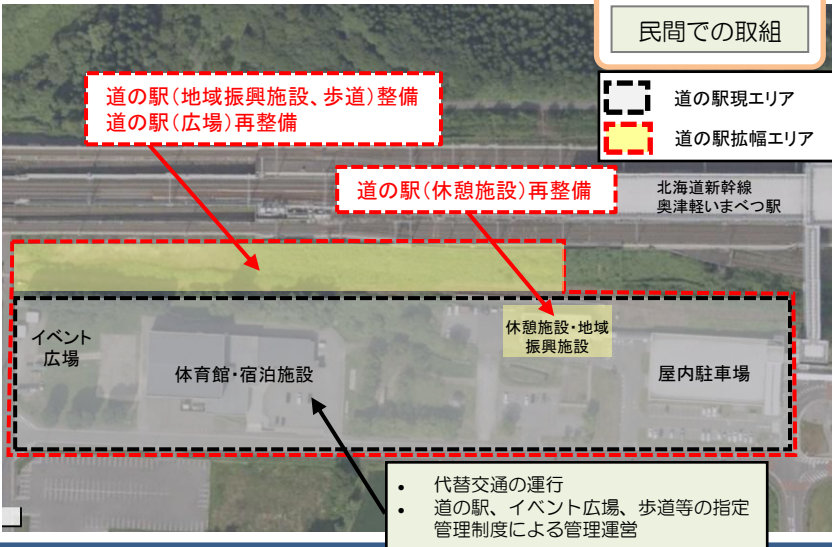 民間での取組
道の駅現エリア
道の駅拡幅エリア
道の駅(地域振興施設、歩道)整備
道の駅(広場)再整備
道の駅(休憩施設)再整備
北海道新幹線
奥津軽いまべつ駅
イベント
広場
体育館・宿泊施設
休憩施設・地域
振興施設
屋内駐車場
• 代替交通の運行
• 道の駅、イベント広場、歩道等の指定
管理制度による管理運営